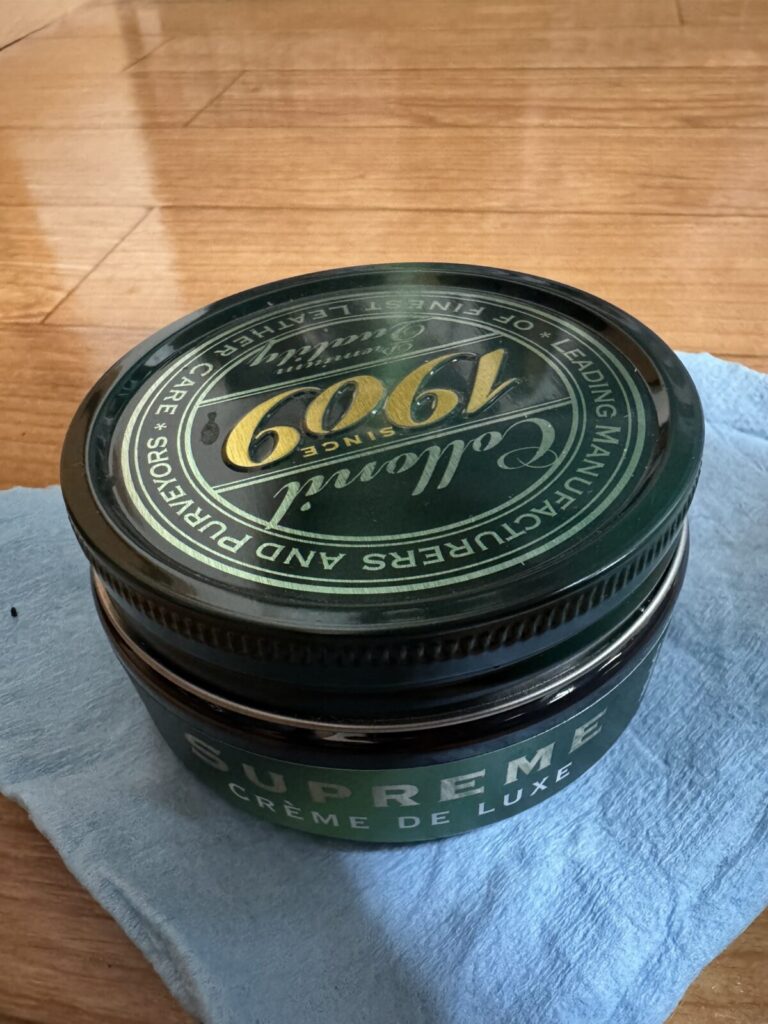 LEADING MANUFACTURERS AND PURVEYORS * OF FINEST LEATHER CARE *
Collonil
SINCE
1909
Premium
Quality
SUPREME
CRÈME DE LUXE